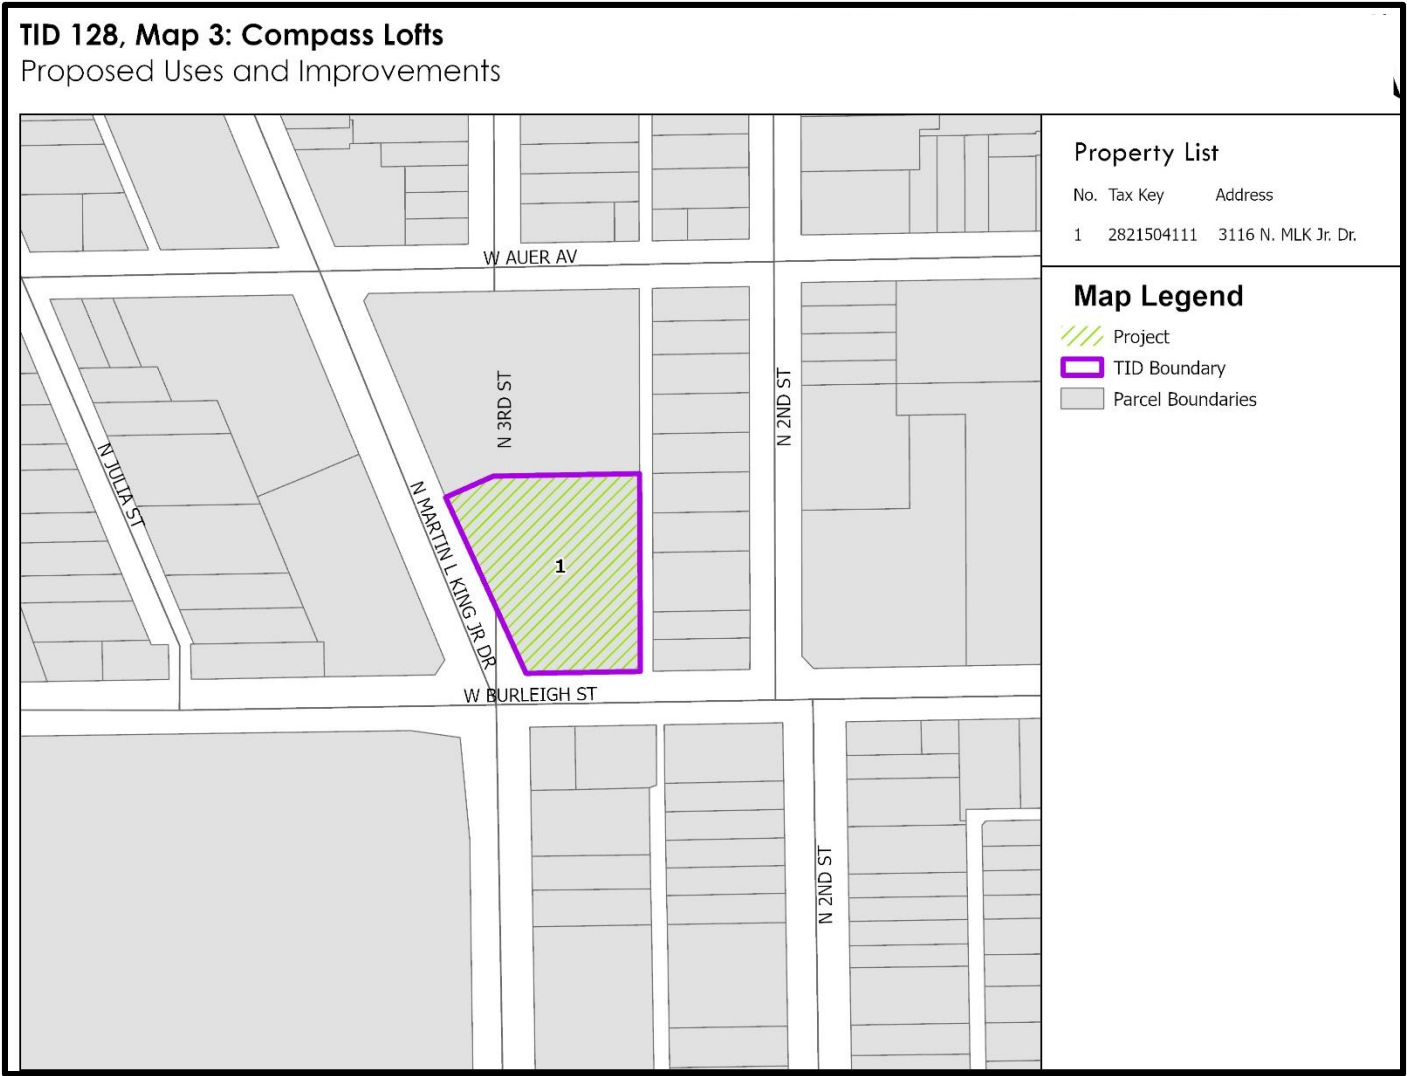 TID 128, Map 3: Compass Lofts
Proposed Uses and Improvements
Property List
No. Tax Key Address
1 2821504111 3116 N. MLK Jr. Dr.
Map Legend
Project
TID Boundary
Parcel Boundaries
W AUER AV
N 3RD ST
N 2ND ST
N JULIA ST
N MARTIN L KING JR DR
1
W BURLEIGH ST
N 2ND ST